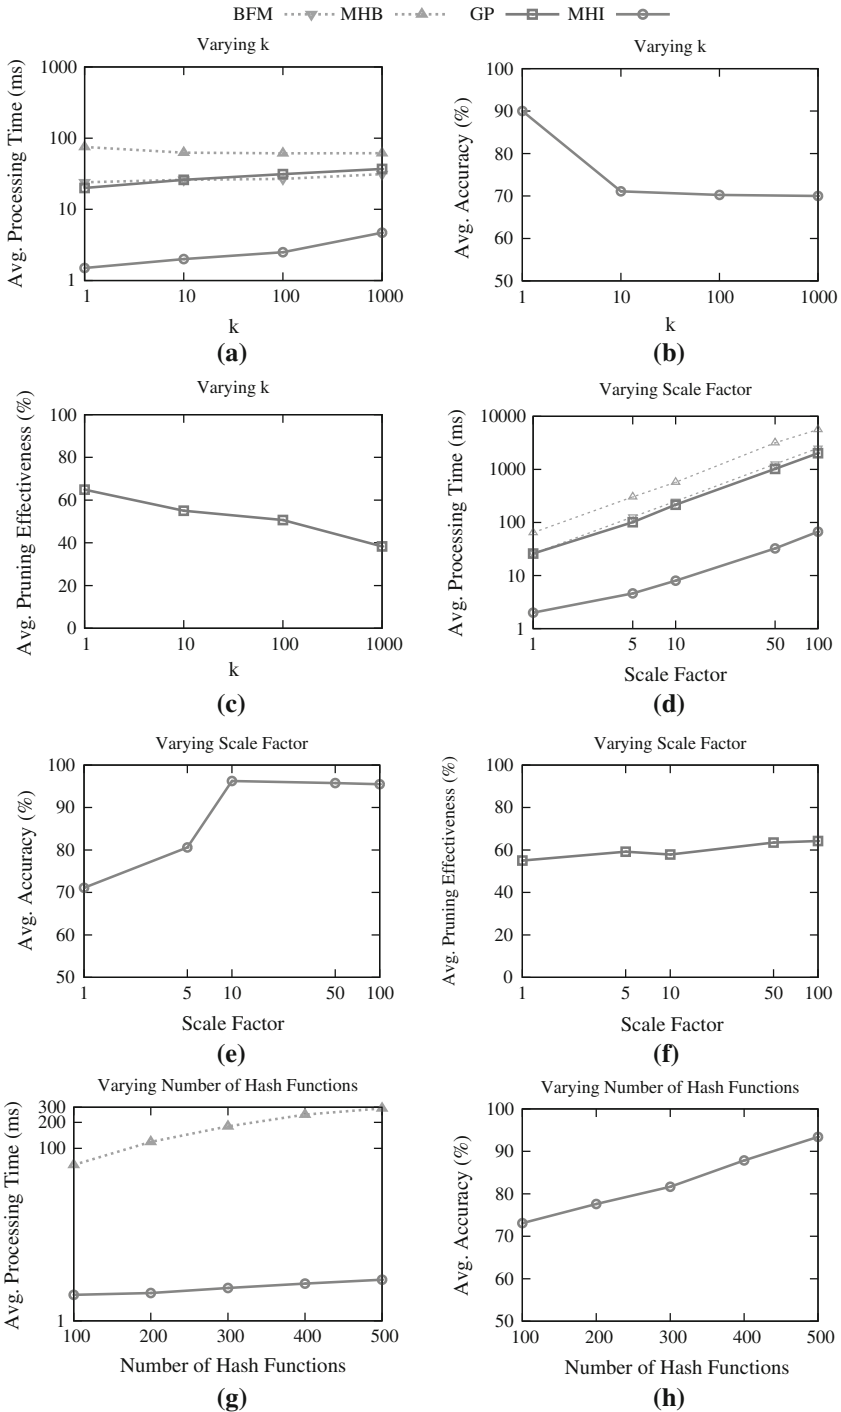 BFM MHB GP MHI
Varying k
Avg. Processing Time (ms)
1000
100
10
1
1 10 100 1000
k
(a)
Varying k
Avg. Accuracy (%)
100
90
80
70
60
50
1 10 100 1000
k
(b)
Varying k
Avg. Pruning Effectiveness (%)
100
80
60
40
20
0
1 10 100 1000
k
(c)
Varying Scale Factor
Avg. Processing Time (ms)
10000
1000
100
10
1
1 5 10 50 100
Scale Factor
(d)
Varying Scale Factor
Avg. Accuracy (%)
100
90
80
70
60
50
1 5 10 50 100
Scale Factor
(e)
Varying Scale Factor
Avg. Pruning Effectiveness (%)
100
80
60
40
20
0
1 5 10 50 100
Scale Factor
(f)
Varying Number of Hash Functions
Avg. Processing Time (ms)
300
200
100
1
100 200 300 400 500
Number of Hash Functions
(g)
Varying Number of Hash Functions
Avg. Accuracy (%)
100
90
80
70
60
50
100 200 300 400 500
Number of Hash Functions
(h)